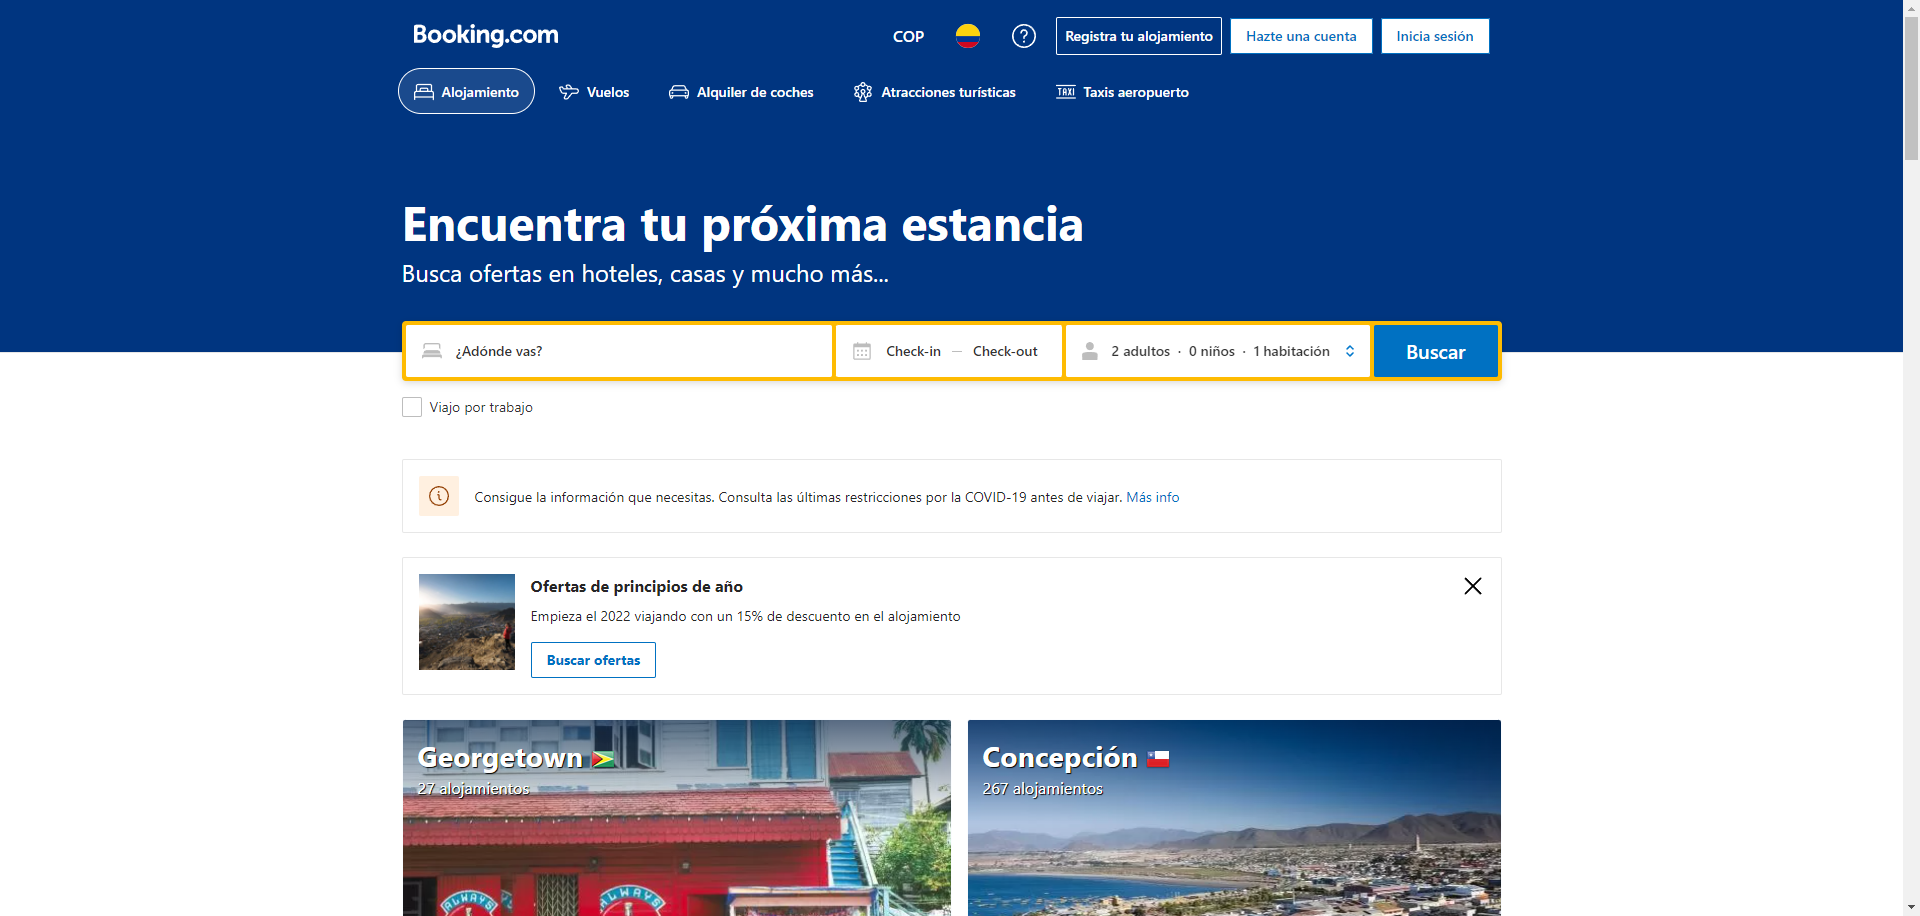 Booking.com
COP
Registra tu alojamiento
Hazte una cuenta
Inicia sesión
Alojamiento
Vuelos
Alquiler de coches
Atracciones turísticas
TAXI Taxis aeropuerto
Encuentra tu próxima estancia
Busca ofertas en hoteles, casas y mucho más...
¿Adónde vas?
Check-in — Check-out
2 adultos · 0 niños · 1 habitación
Buscar
Viajo por trabajo
Consigue la información que necesitas. Consulta las últimas restricciones por la COVID-19 antes de viajar. Más info
Ofertas de principios de año
Empieza el 2022 viajando con un 15% de descuento en el alojamiento
Buscar ofertas
Georgetown
27 alojamientos
Concepción
267 alojamientos
ALWAYS
ALWAYS